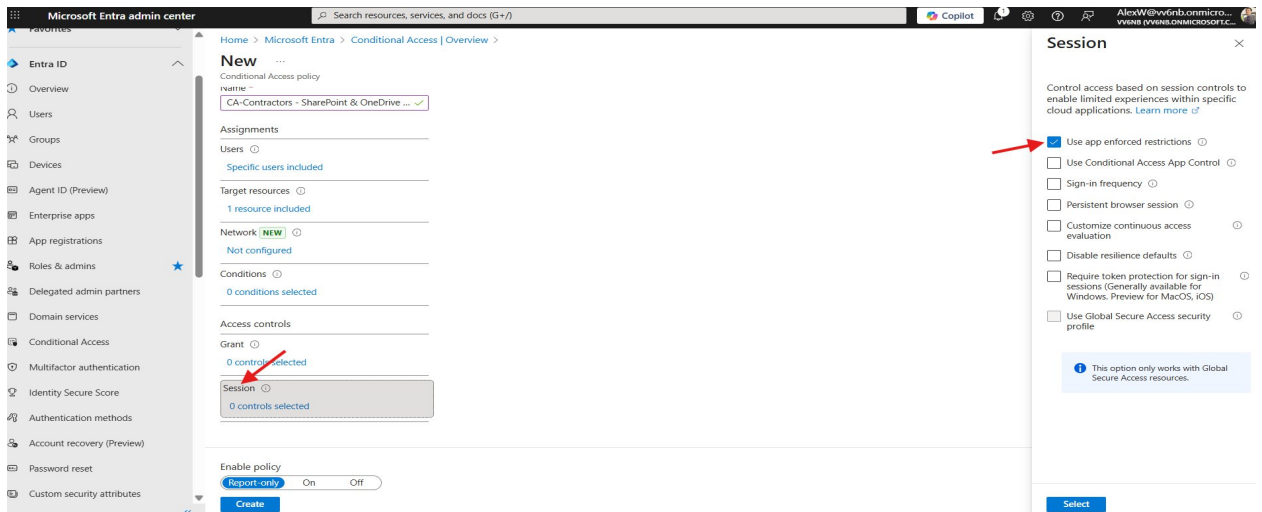 Microsoft Entra admin center
Search resources, services, and docs (G+/)
Copilot
1
AlexW@vv6nb.onmicro...
VV6NB (VV6NB.ONMICROSOFT.C...
Favorites
Entra ID
Overview
Users
Groups
Devices
Agent ID (Preview)
Enterprise apps
App registrations
Roles & admins
Delegated admin partners
Domain services
Conditional Access
Multifactor authentication
Identity Secure Score
Authentication methods
Account recovery (Preview)
Password reset
Custom security attributes
Home > Microsoft Entra > Conditional Access | Overview >
New ...
Conditional Access policy
Name *
CA-Contractors - SharePoint & OneDrive ...
Assignments
Users
Specific users included
Target resources
1 resource included
Network NEW
Not configured
Conditions
0 conditions selected
Access controls
Grant
0 controls selected
Session
0 controls selected
Enable policy
Report-only On Off
Create
Session
Control access based on session controls to
enable limited experiences within specific
cloud applications. Learn more
Use app enforced restrictions
Use Conditional Access App Control
Sign-in frequency
Persistent browser session
Customize continuous access
evaluation
Disable resilience defaults
Require token protection for sign-in
sessions (Generally available for
Windows. Preview for MacOS, iOS)
Use Global Secure Access security
profile
This option only works with Global
Secure Access resources.
Select